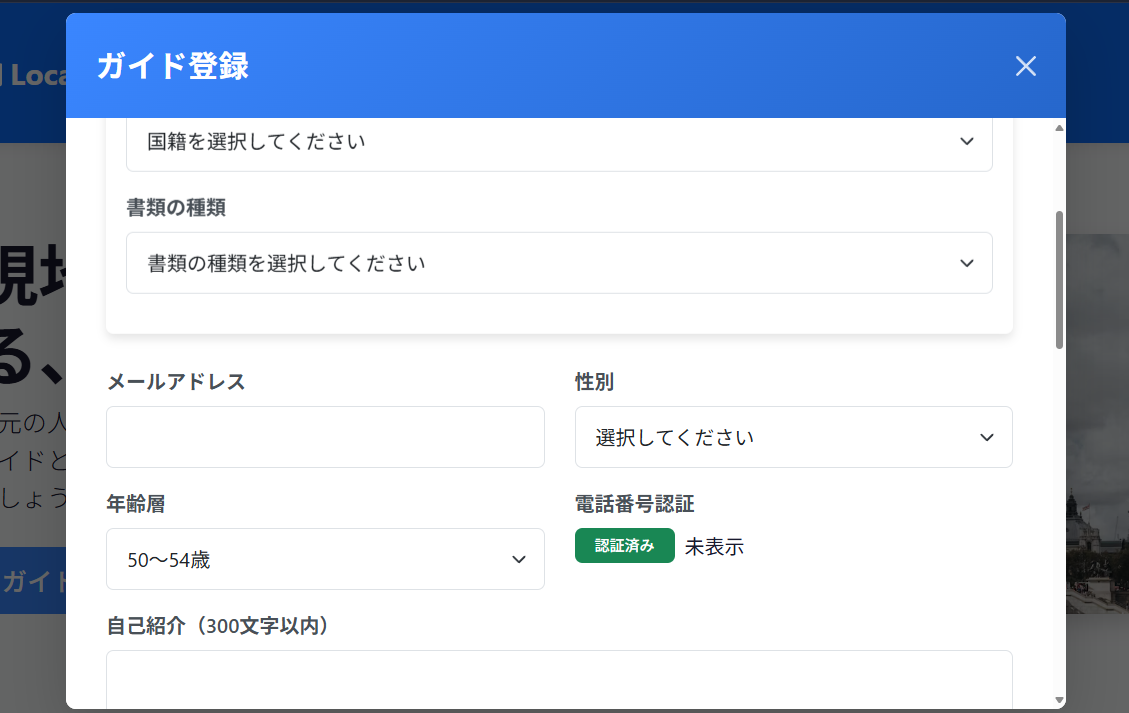 ガイド登録
Loca
国籍を選択してください
書類の種類
書類の種類を選択してください
メールアドレス
性別
選択してください
年齢層
電話番号認証
50〜54歳
認証済み 未表示
自己紹介（300文字以内）
る、
元の人
イドと
しょう
ガイド